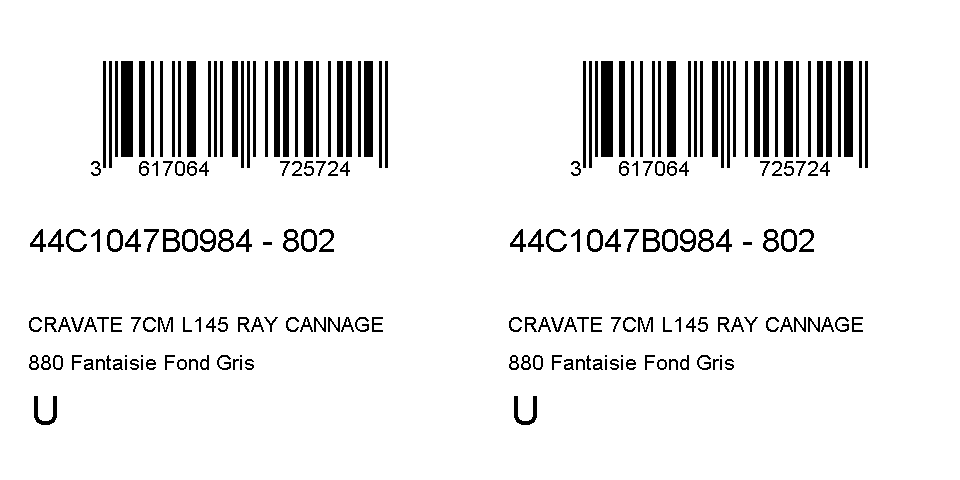 3 617064 725724
44C1047B0984 - 802
CRAVATE 7CM L145 RAY CANNAGE
880 Fantaisie Fond Gris
U
3 617064 725724
44C1047B0984 - 802
CRAVATE 7CM L145 RAY CANNAGE
880 Fantaisie Fond Gris
U